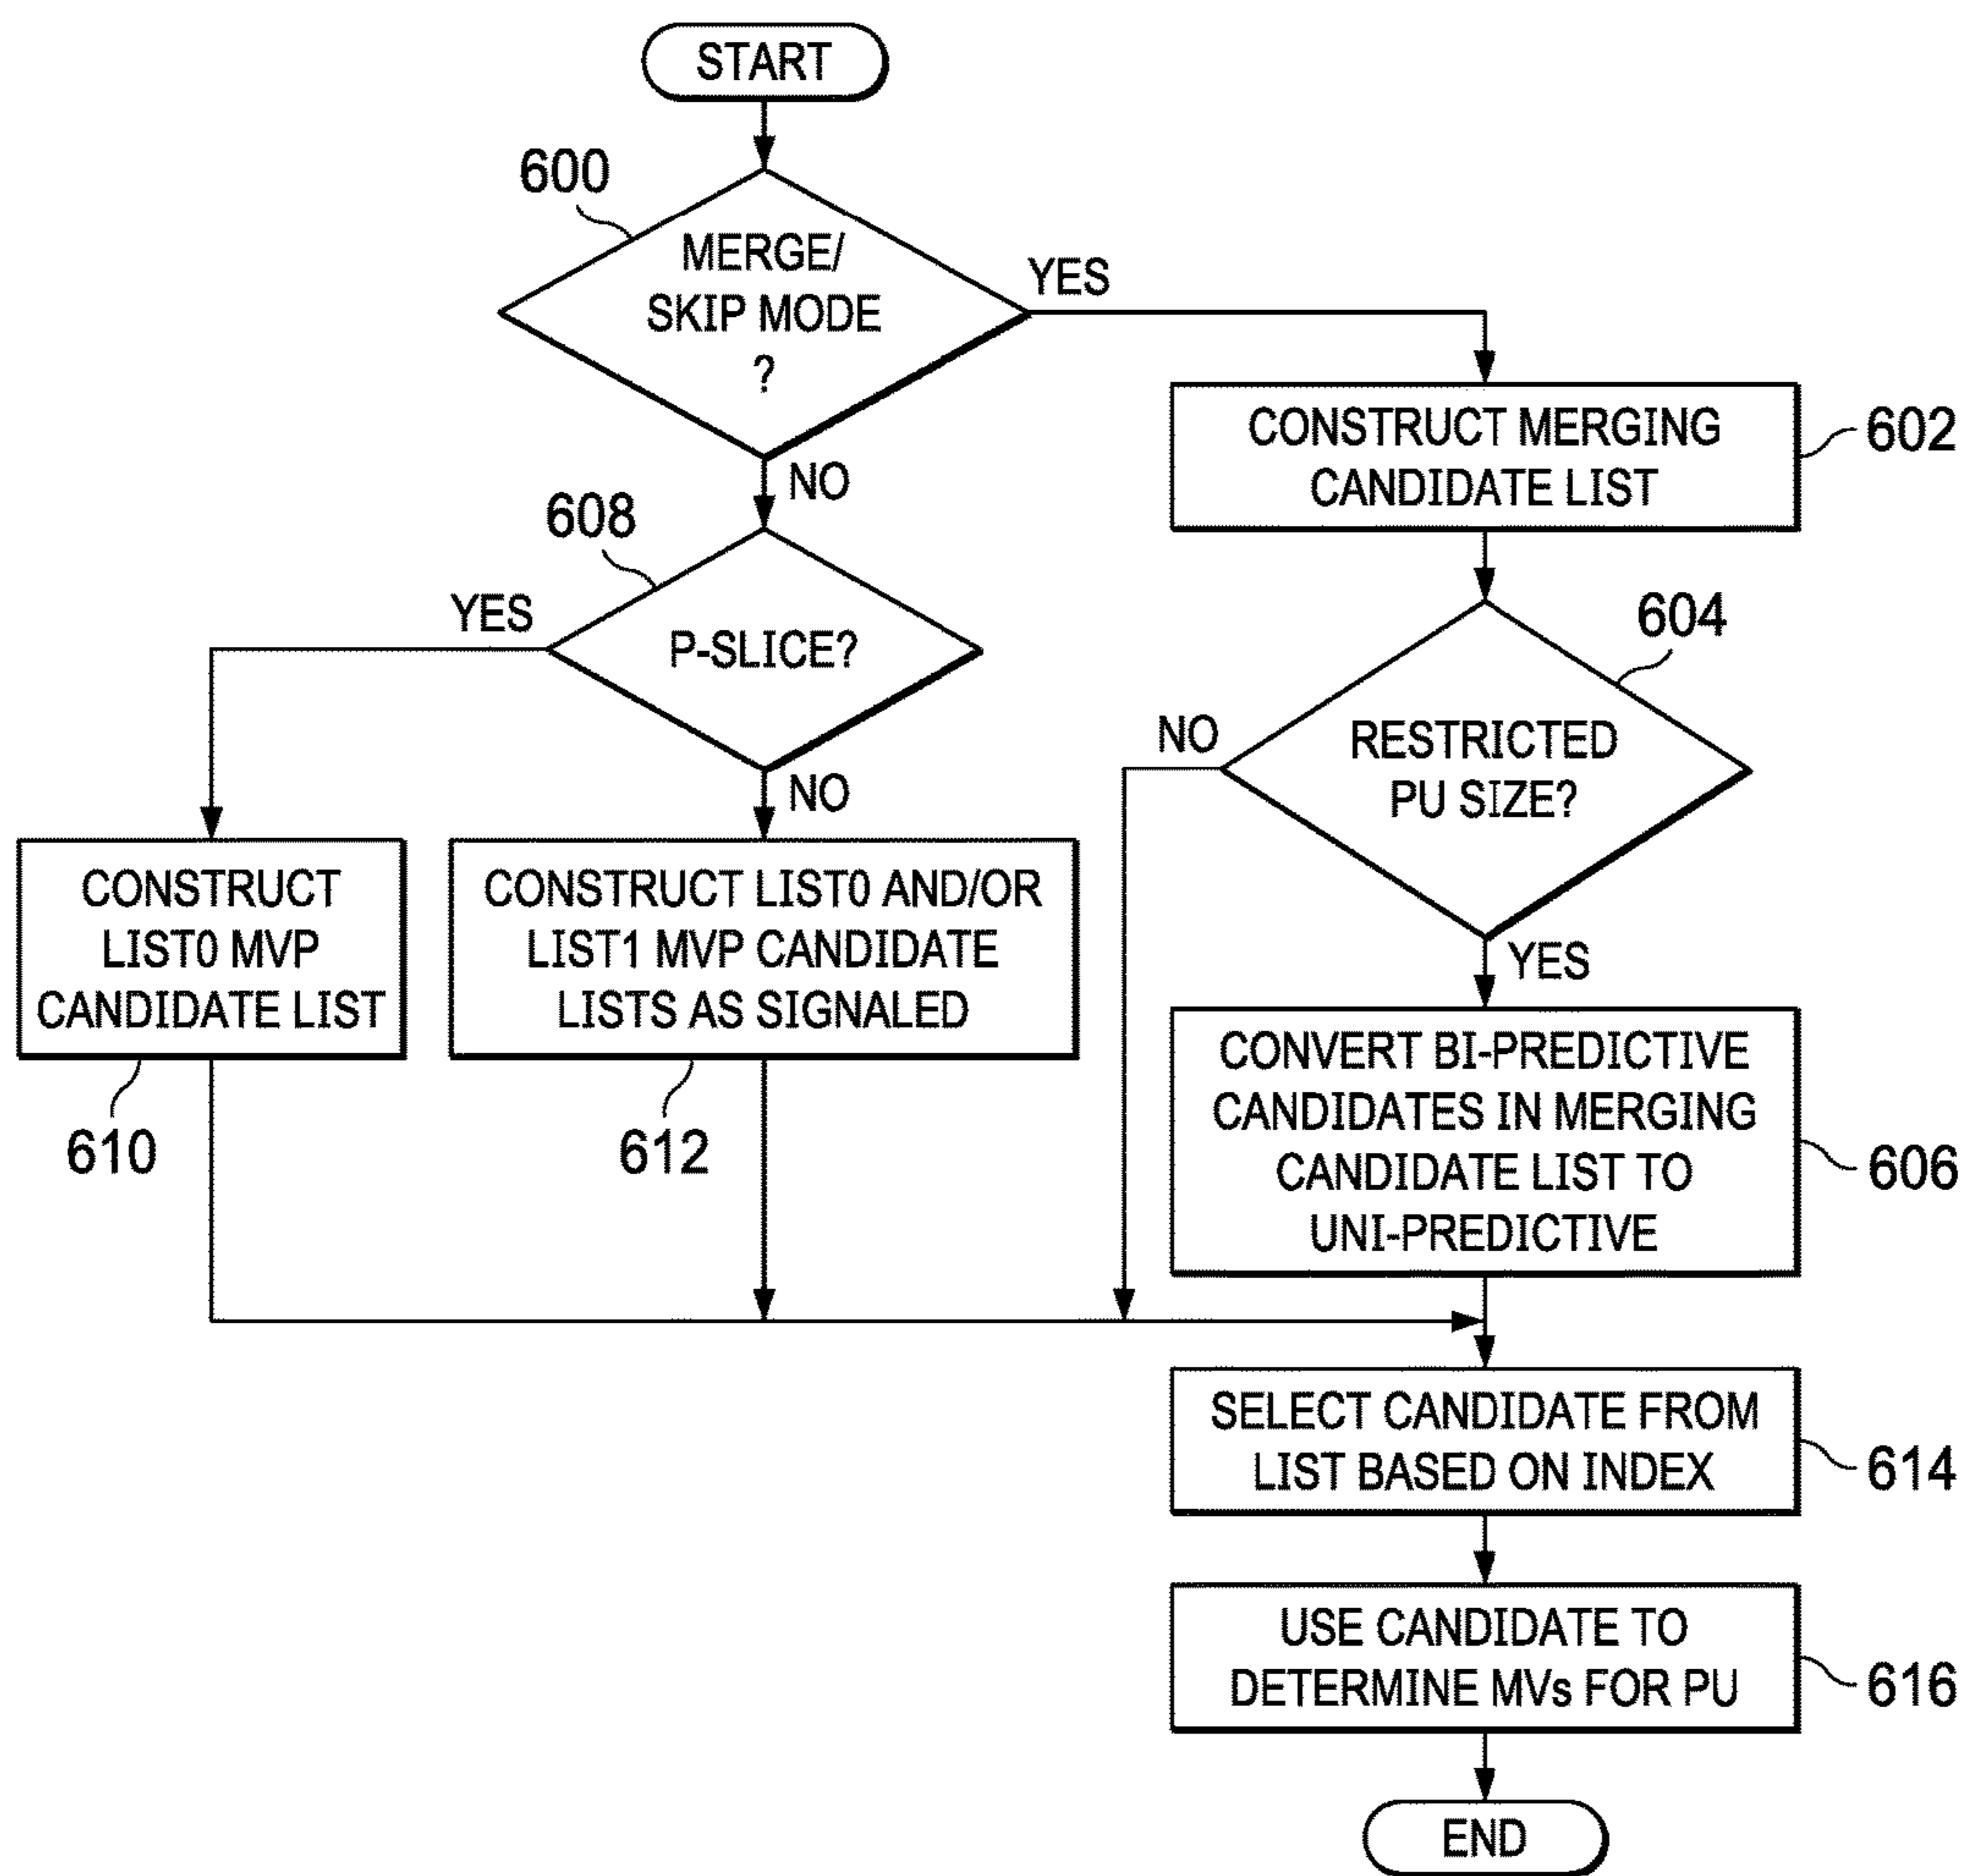 START
600
MERGE/
SKIP MODE
?
YES
NO
CONSTRUCT MERGING
CANDIDATE LIST
602
608
P-SLICE?
YES
NO
604
RESTRICTED
PU SIZE?
NO
YES
CONSTRUCT
LIST0 MVP
CANDIDATE LIST
610
CONSTRUCT LIST0 AND/OR
LIST1 MVP CANDIDATE
LISTS AS SIGNALED
612
CONVERT BI-PREDICTIVE
CANDIDATES IN MERGING
CANDIDATE LIST TO
UNI-PREDICTIVE
606
SELECT CANDIDATE FROM
LIST BASED ON INDEX
614
USE CANDIDATE TO
DETERMINE MVs FOR PU
616
END